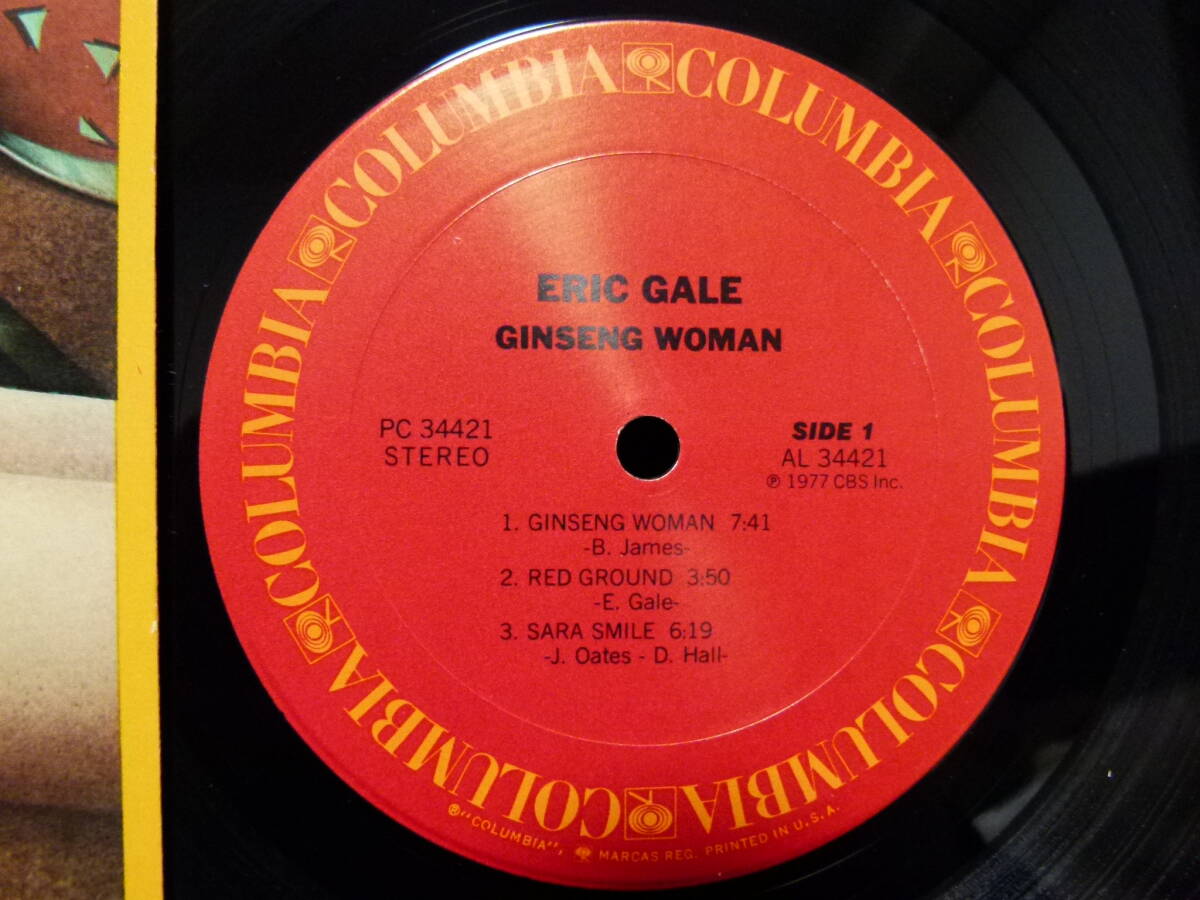 COLUMBIA COLUMBIA COLUMBIA COLUMBIA COLUMBIA COLUMBIA COLUMBIA COLUMBIA
ERIC GALE
GINSENG WOMAN
PC 34421
STEREO
SIDE 1
AL 34421
℗ 1977 CBS Inc.
1. GINSENG WOMAN 7:41
-B. James-
2. RED GROUND 3:50
-E. Gale-
3. SARA SMILE 6:19
-J. Oates - D. Hall-
®"COLUMBIA", MARCAS REG. PRINTED IN U.S.A.